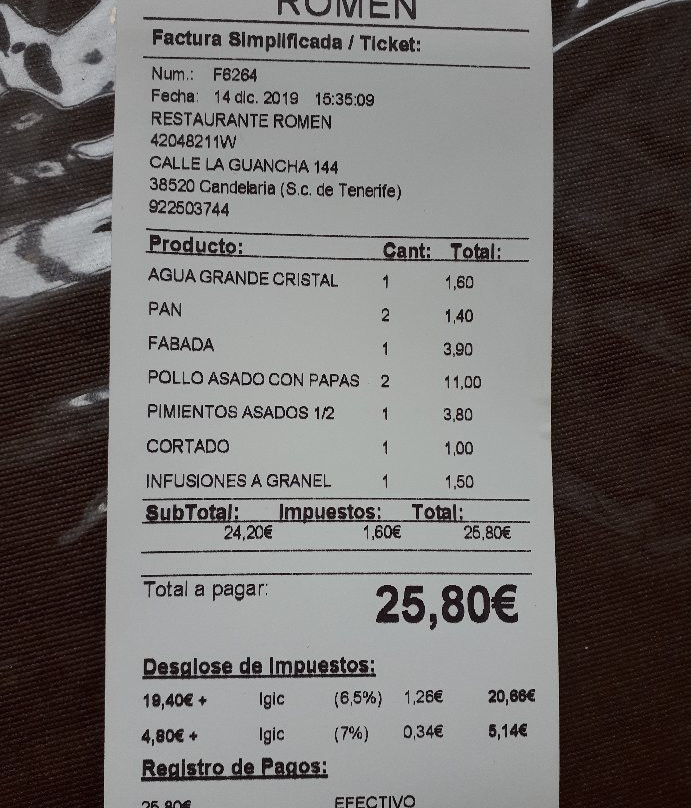 ROMEN
Factura Simplificada / Ticket:
Num.: F6264
Fecha: 14 dic. 2019 15:35:09
RESTAURANTE ROMEN
42048211W
CALLE LA GUANCHA 144
38520 Candelaria (S.c. de Tenerife)
922503744
Producto: Cant: Total:
AGUA GRANDE CRISTAL 1 1,60
PAN 2 1,40
FABADA 1 3,90
POLLO ASADO CON PAPAS 2 11,00
PIMIENTOS ASADOS 1/2 1 3,80
CORTADO 1 1,00
INFUSIONES A GRANEL 1 1,50
SubTotal: Impuestos: Total:
24,20€ 1,60€ 25,80€
Total a pagar: 25,80€
Desglose de Impuestos:
19,40€ + Igic (6,5%) 1,26€ 20,66€
4,80€ + Igic (7%) 0,34€ 5,14€
Registro de Pagos:
25,80€ EFECTIVO